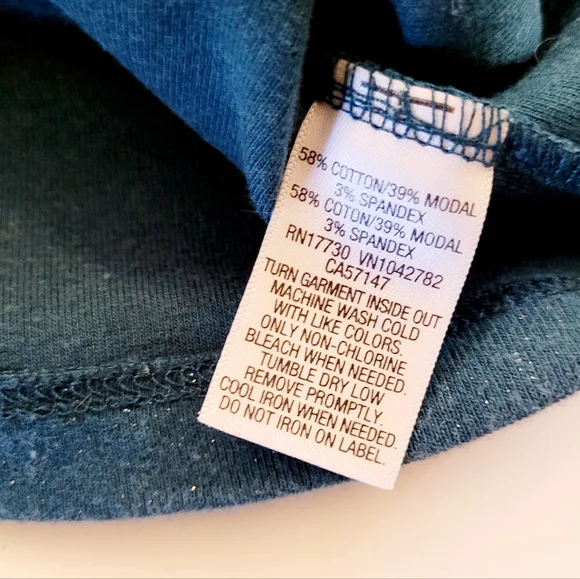 58% COTTON/39% MODAL
3% SPANDEX
58% COTON/39% MODAL
3% SPANDEX
RN17730 VN1042782
CA57147
TURN GARMENT INSIDE OUT
MACHINE WASH COLD
WITH LIKE COLORS.
ONLY NON-CHLORINE
BLEACH WHEN NEEDED.
TUMBLE DRY LOW
REMOVE PROMPTLY.
COOL IRON WHEN NEEDED.
DO NOT IRON ON LABEL.